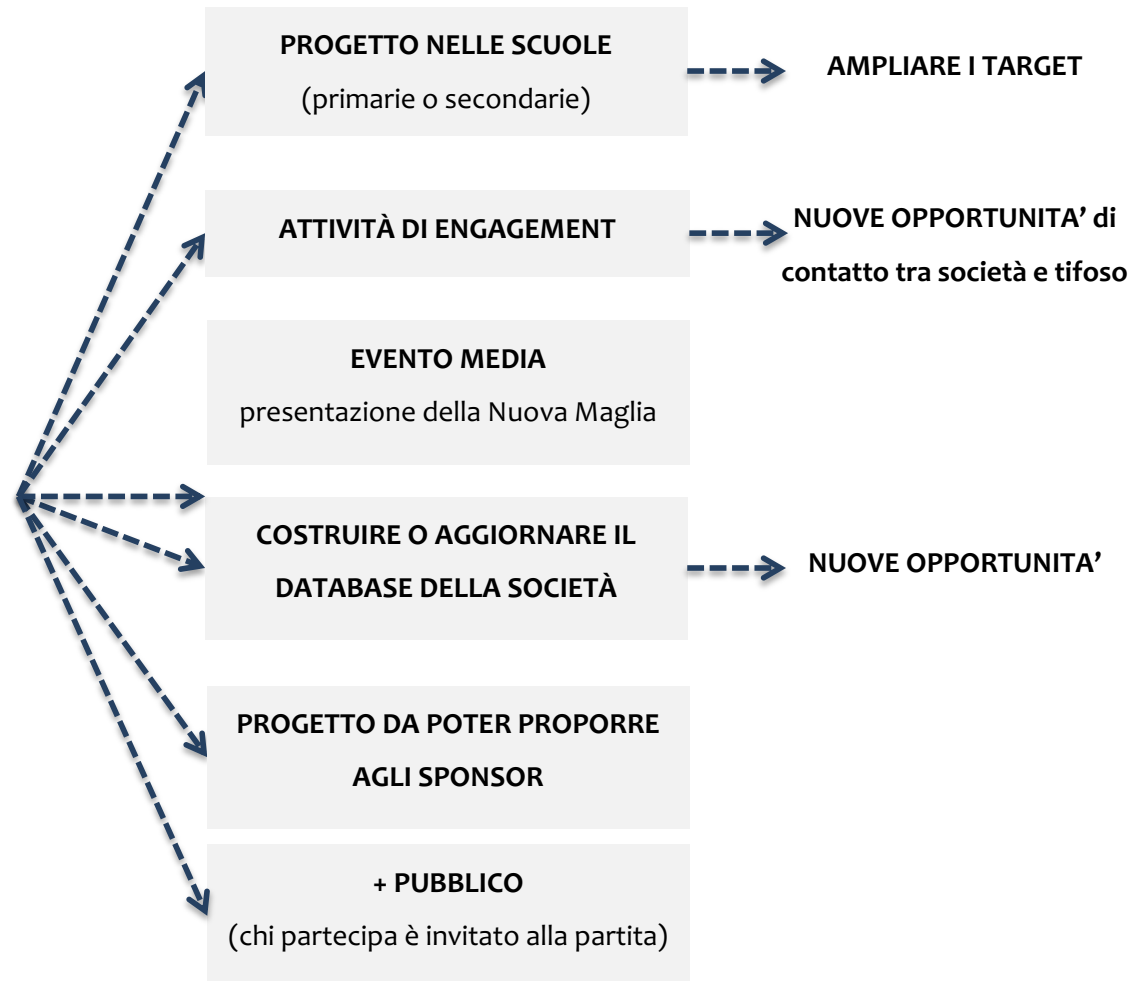 PROGETTO NELLE SCUOLE
(primarie o secondarie)
AMPLIARE I TARGET
ATTIVITÀ DI ENGAGEMENT
NUOVE OPPORTUNITA’ di
contatto tra società e tifoso
EVENTO MEDIA
presentazione della Nuova Maglia
COSTRUIRE O AGGIORNARE IL
DATABASE DELLA SOCIETÀ
NUOVE OPPORTUNITA’
PROGETTO DA POTER PROPORRE
AGLI SPONSOR
+ PUBBLICO
(chi partecipa è invitato alla partita)